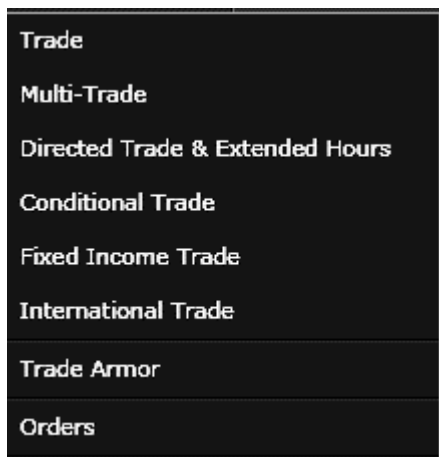 Trade
Multi-Trade
Directed Trade & Extended Hours
Conditional Trade
Fixed Income Trade
International Trade
Trade Armor
Orders